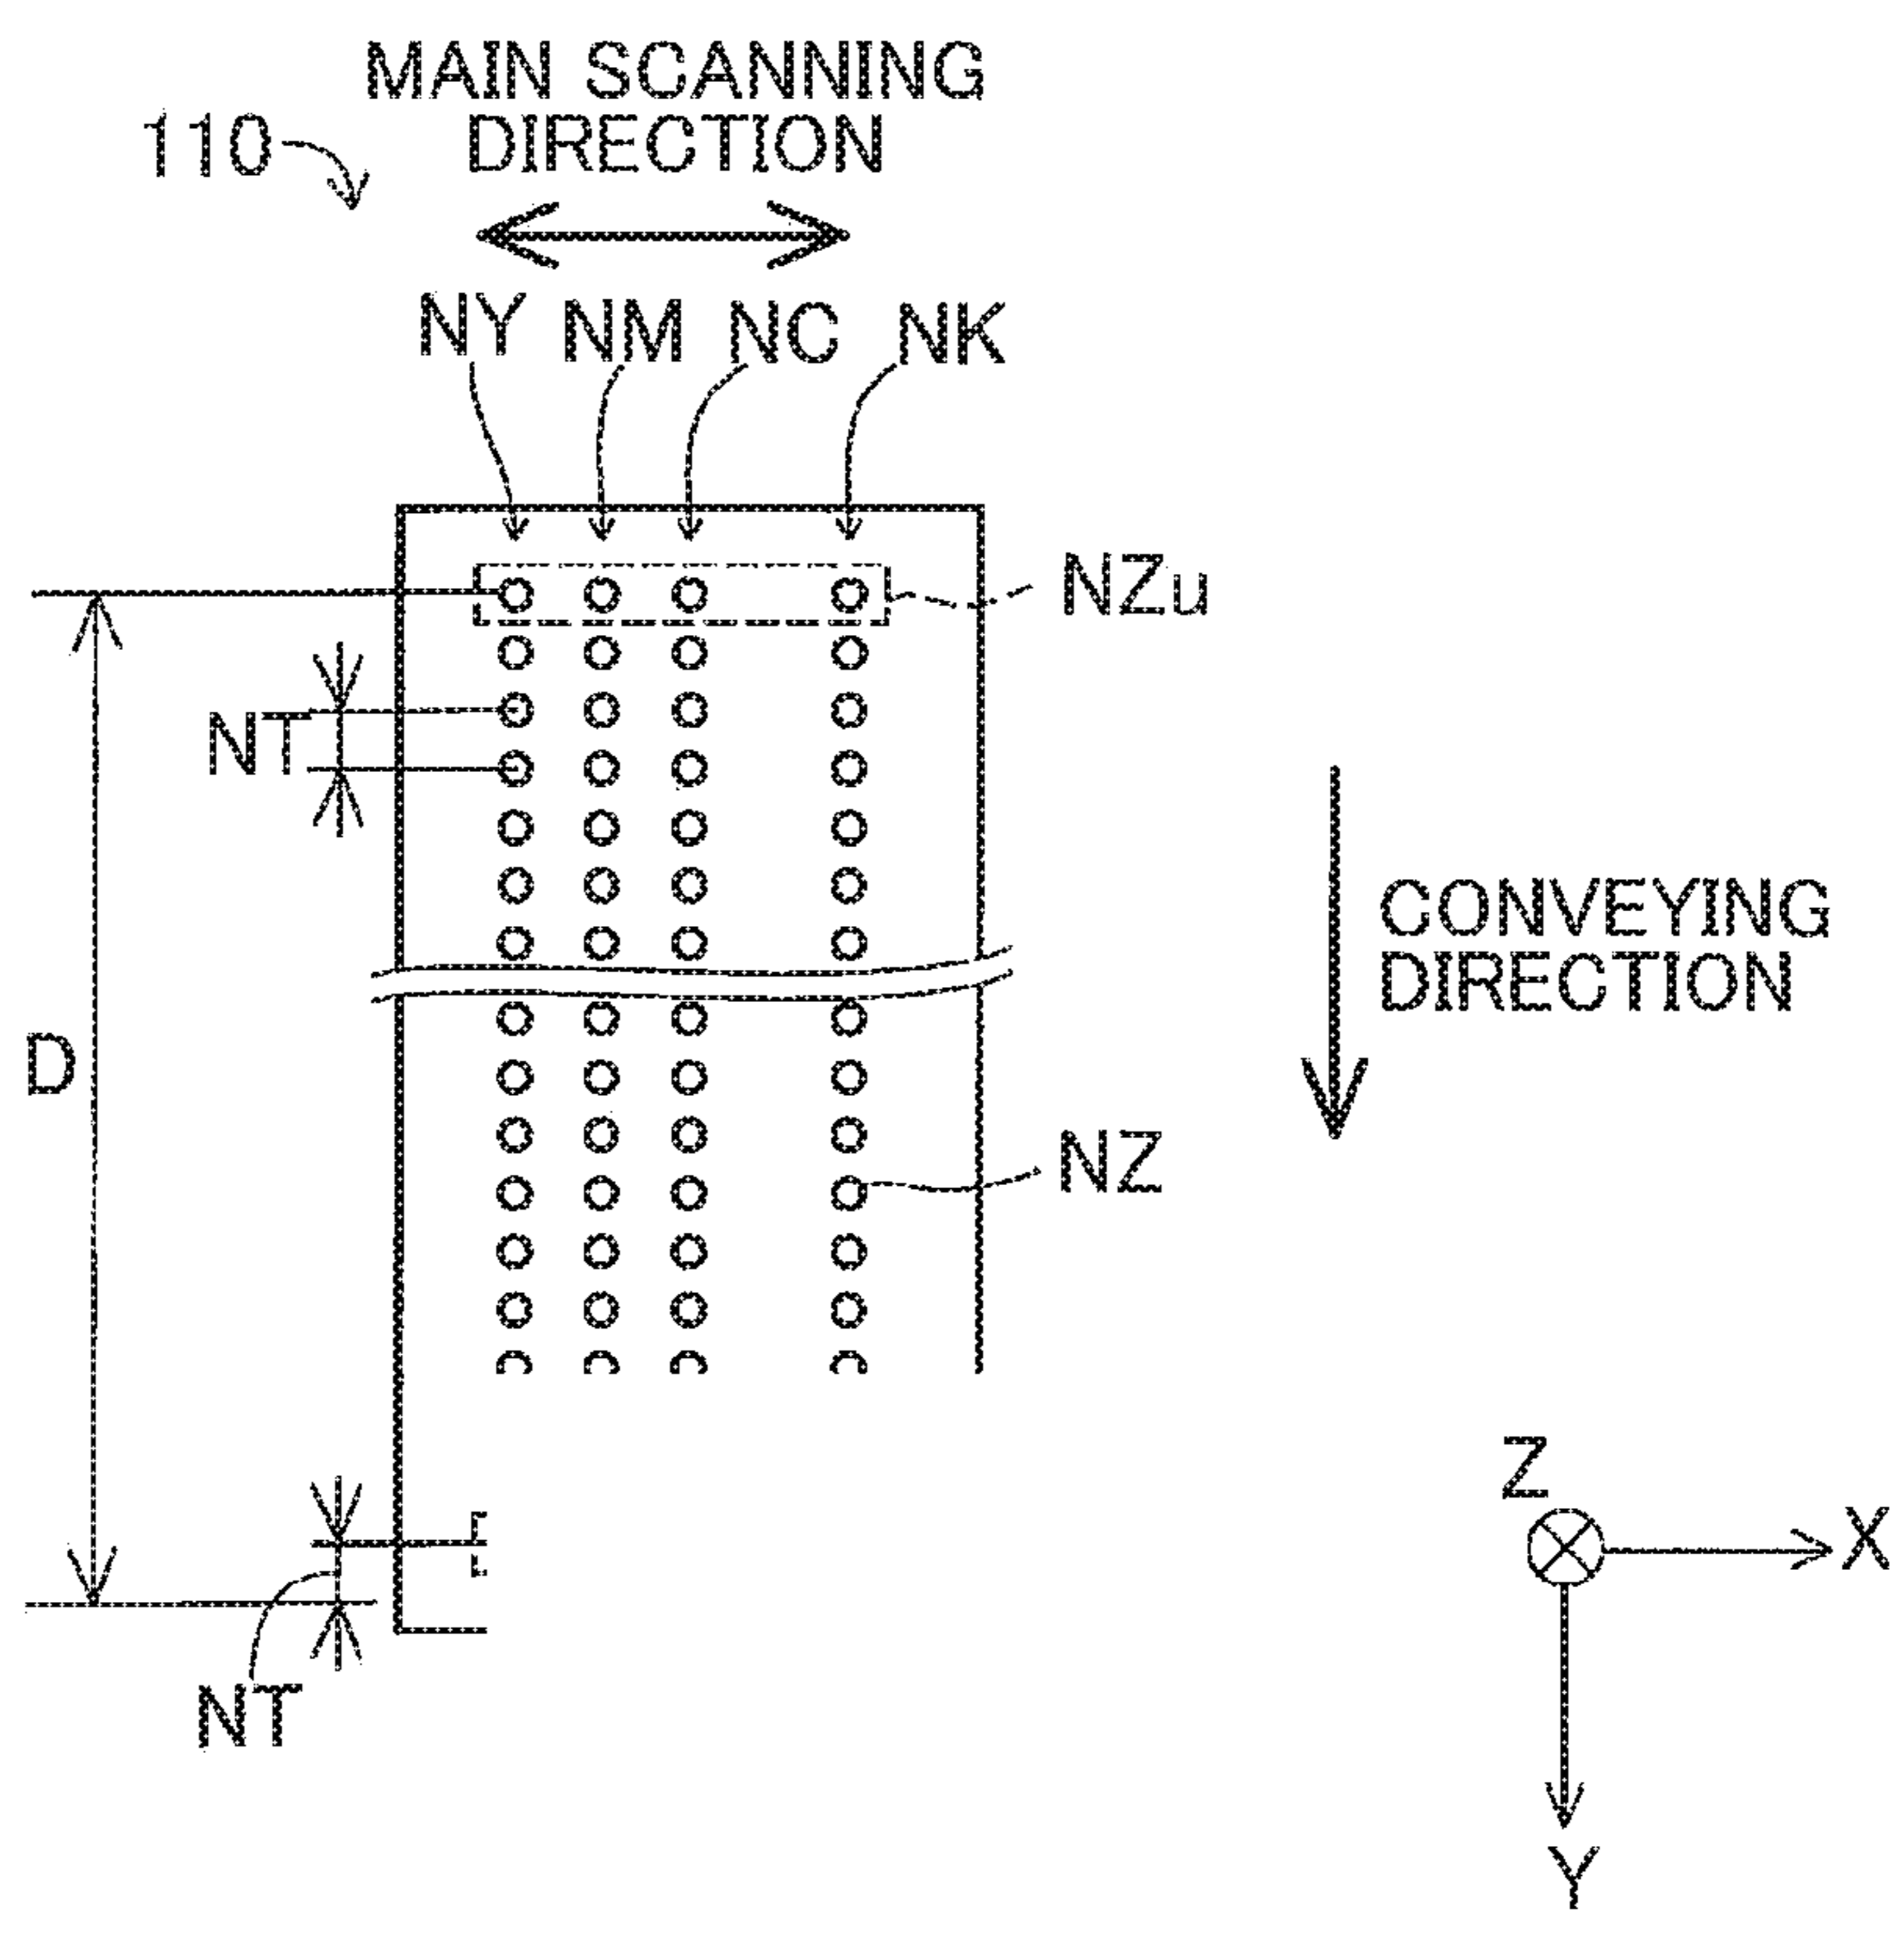 MAIN SCANNING
DIRECTION
110
NY NM NC NK
NZu
NT
CONVEYING
DIRECTION
D
NZ
Z
X
NT
Y